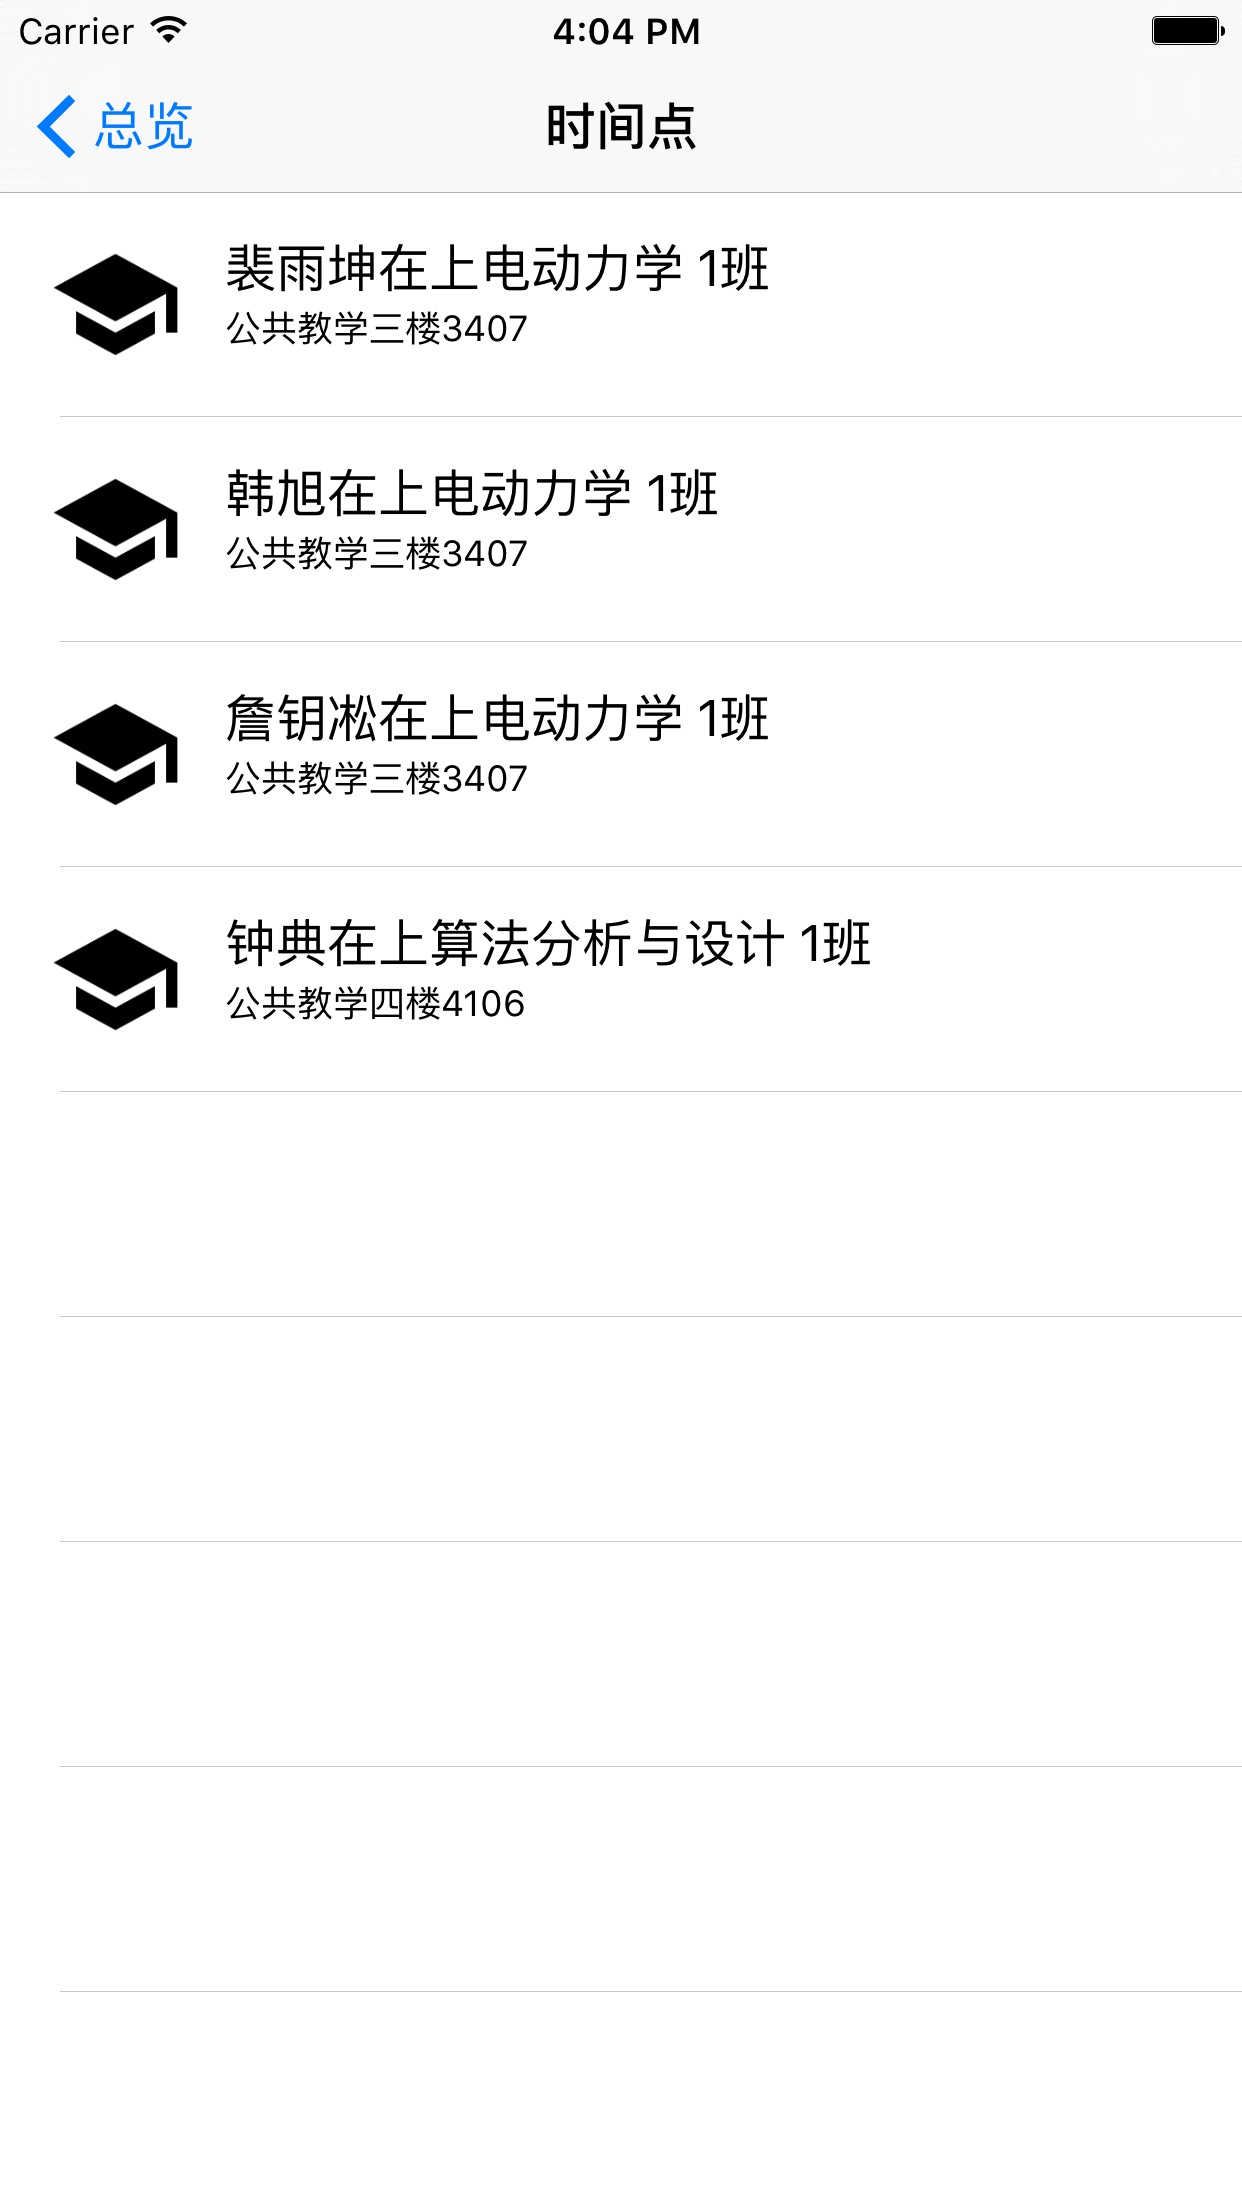 Carrier 4:04 PM
总览 时间点
裴雨坤在上电动力学 1班
公共教学三楼3407
韩旭在上电动力学 1班
公共教学三楼3407
詹钥凇在上电动力学 1班
公共教学三楼3407
钟典在上算法分析与设计 1班
公共教学四楼4106